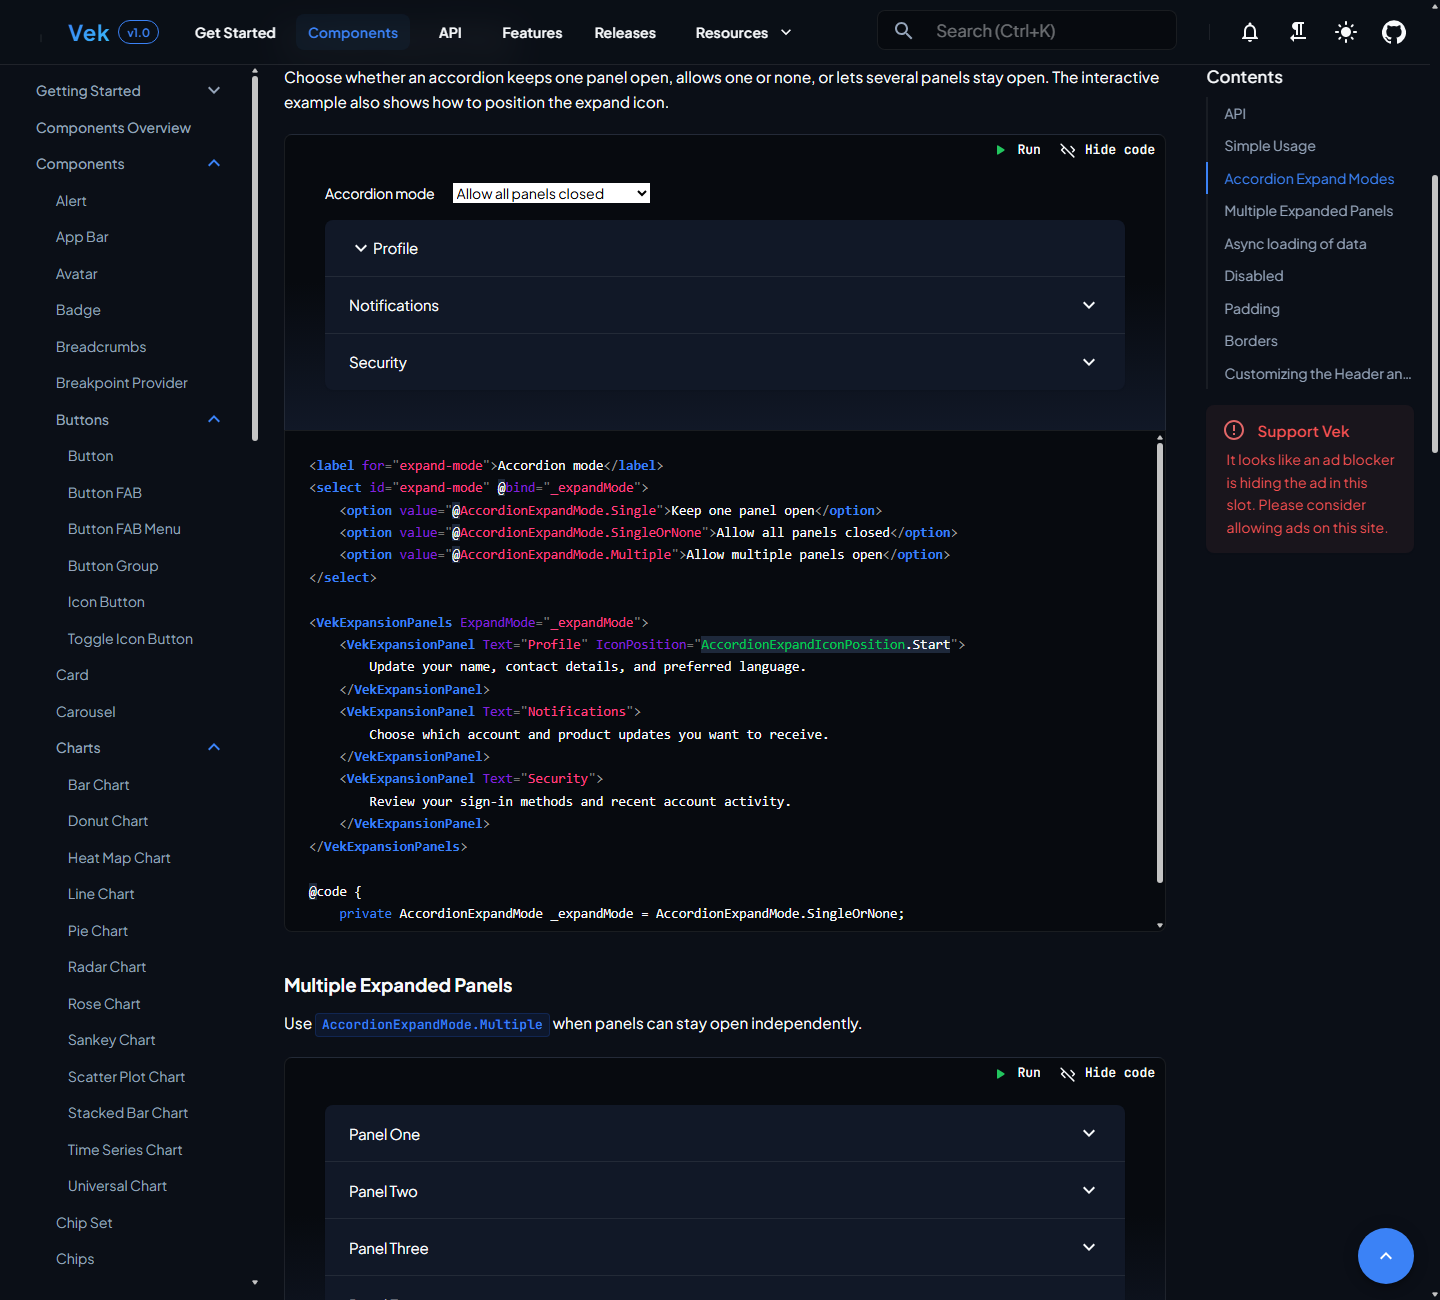 Vek v1.0 Get Started Components API Features Releases Resources Search (Ctrl+K)
Getting Started
Components Overview
Components
Alert
App Bar
Avatar
Badge
Breadcrumbs
Breakpoint Provider
Buttons
Button
Button FAB
Button FAB Menu
Button Group
Icon Button
Toggle Icon Button
Card
Carousel
Charts
Bar Chart
Donut Chart
Heat Map Chart
Line Chart
Pie Chart
Radar Chart
Rose Chart
Sankey Chart
Scatter Plot Chart
Stacked Bar Chart
Time Series Chart
Universal Chart
Chip Set
Chips
Choose whether an accordion keeps one panel open, allows one or none, or lets several panels stay open. The interactive
example also shows how to position the expand icon.
Run Hide code
Accordion mode Allow all panels closed
Profile
Notifications
Security
<label for="expand-mode">Accordion mode</label>
<select id="expand-mode" @bind="_expandMode">
    <option value="@AccordionExpandMode.Single">Keep one panel open</option>
    <option value="@AccordionExpandMode.SingleOrNone">Allow all panels closed</option>
    <option value="@AccordionExpandMode.Multiple">Allow multiple panels open</option>
</select>
<VekExpansionPanels ExpandMode="_expandMode">
    <VekExpansionPanel Text="Profile" IconPosition="AccordionExpandIconPosition.Start">
        Update your name, contact details, and preferred language.
    </VekExpansionPanel>
    <VekExpansionPanel Text="Notifications">
        Choose which account and product updates you want to receive.
    </VekExpansionPanel>
    <VekExpansionPanel Text="Security">
        Review your sign-in methods and recent account activity.
    </VekExpansionPanel>
</VekExpansionPanels>
@code {
    private AccordionExpandMode _expandMode = AccordionExpandMode.SingleOrNone;
Multiple Expanded Panels
Use AccordionExpandMode.Multiple when panels can stay open independently.
Run Hide code
Panel One
Panel Two
Panel Three
Contents
API
Simple Usage
Accordion Expand Modes
Multiple Expanded Panels
Async loading of data
Disabled
Padding
Borders
Customizing the Header an...
Support Vek
It looks like an ad blocker
is hiding the ad in this
slot. Please consider
allowing ads on this site.